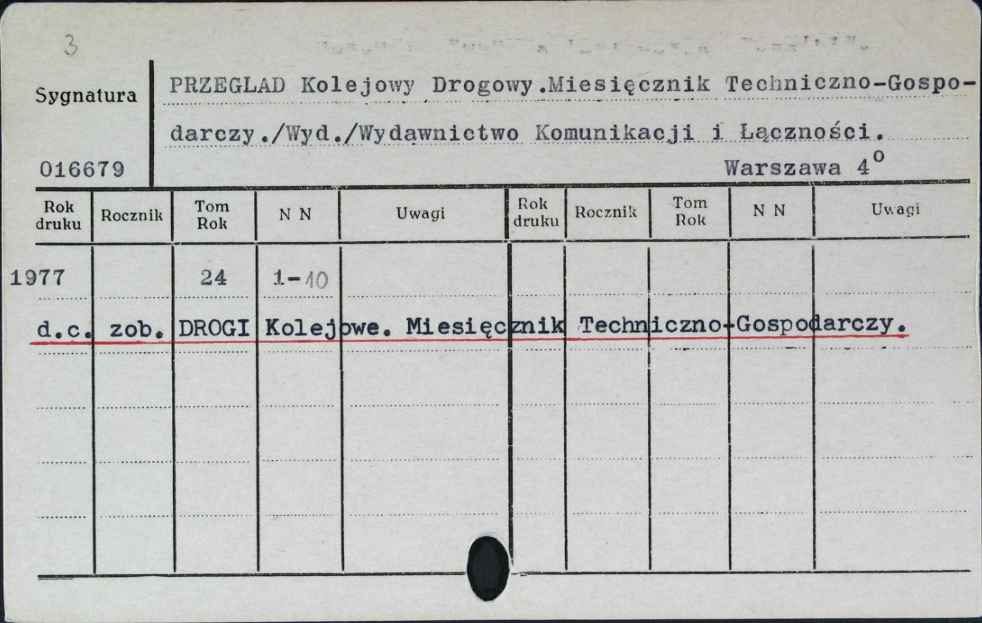 3
Sygnatura
PRZEGLAD Kolejowy Drogowy.Miesięcznik Techniczno-Gospo-
darczy./Wyd./Wydawnictwo Komunikacji i Łączności.
016679 Warszawa 4⁰
Rok druku Rocznik Tom Rok N N Uwagi Rok druku Rocznik Tom Rok N N Uwagi
1977 24 1-10
d.c. zob. DROGI Kolejowe. Miesięcznik Techniczno-Gospodarczy.